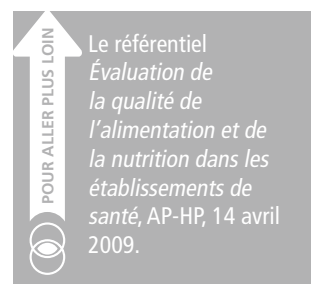 POUR ALLER PLUS LOIN
Le référentiel
Évaluation de
la qualité de
l’alimentation et de
la nutrition dans les
établissements de
santé, AP-HP, 14 avril
2009.